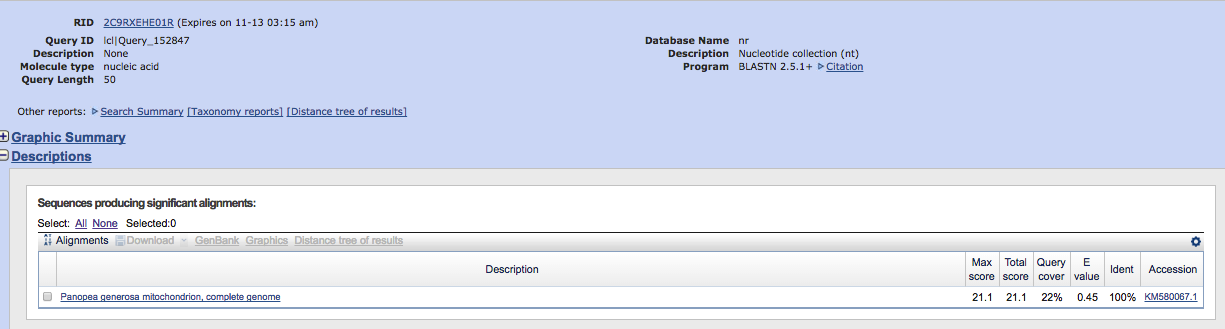 RID 2C9RXEHE01R (Expires on 11-13 03:15 am)
Query ID lcl|Query_152847
Description None
Molecule type nucleic acid
Query Length 50
Database Name nr
Description Nucleotide collection (nt)
Program BLASTN 2.5.1+ Citation
Other reports: Search Summary [Taxonomy reports] [Distance tree of results]
Graphic Summary
Descriptions
Sequences producing significant alignments:
Select: All None Selected:0
Alignments Download GenBank Graphics Distance tree of results
Description Max score Total score Query cover E value Ident Accession
Panopea generosa mitochondrion, complete genome 21.1 21.1 22% 0.45 100% KM580067.1